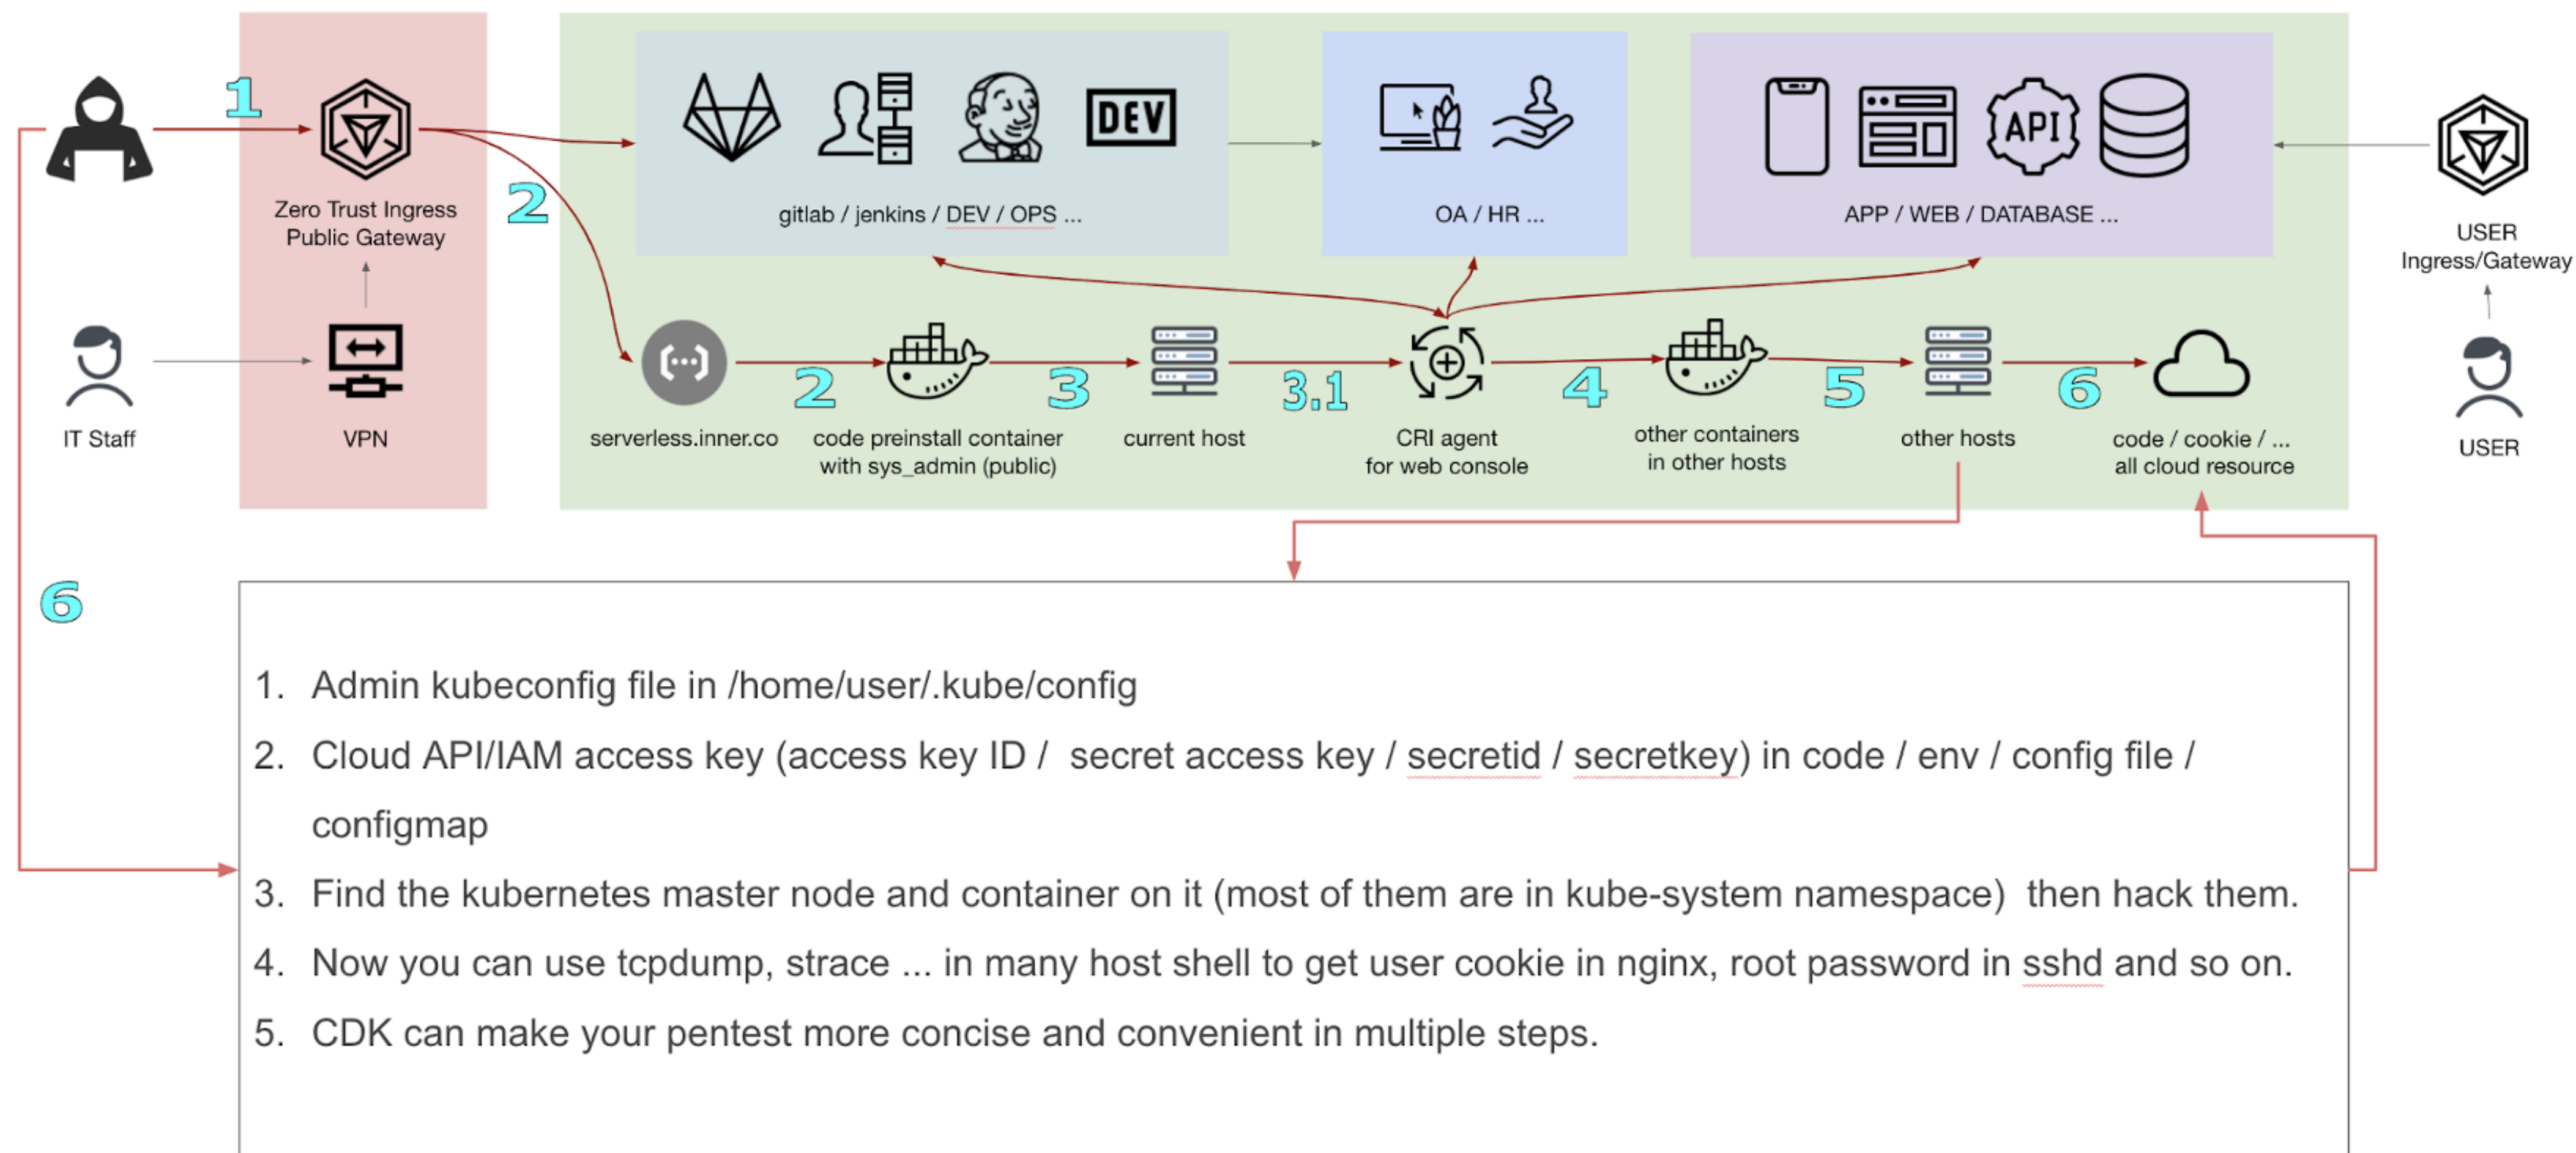 1
Zero Trust Ingress
Public Gateway
IT Staff
VPN
2
DEV
gitlab / jenkins / DEV / OPS ...
OA / HR ...
API
APP / WEB / DATABASE ...
USER
Ingress/Gateway
USER
serverless.inner.co
2
code preinstall container
with sys_admin (public)
3
current host
3.1
CRI agent
for web console
4
other containers
in other hosts
5
other hosts
6
code / cookie / ...
all cloud resource
6
1. Admin kubeconfig file in /home/user/.kube/config
2. Cloud API/IAM access key (access key ID / secret access key / secretid / secretkey) in code / env / config file /
configmap
3. Find the kubernetes master node and container on it (most of them are in kube-system namespace) then hack them.
4. Now you can use tcpdump, strace ... in many host shell to get user cookie in nginx, root password in sshd and so on.
5. CDK can make your pentest more concise and convenient in multiple steps.